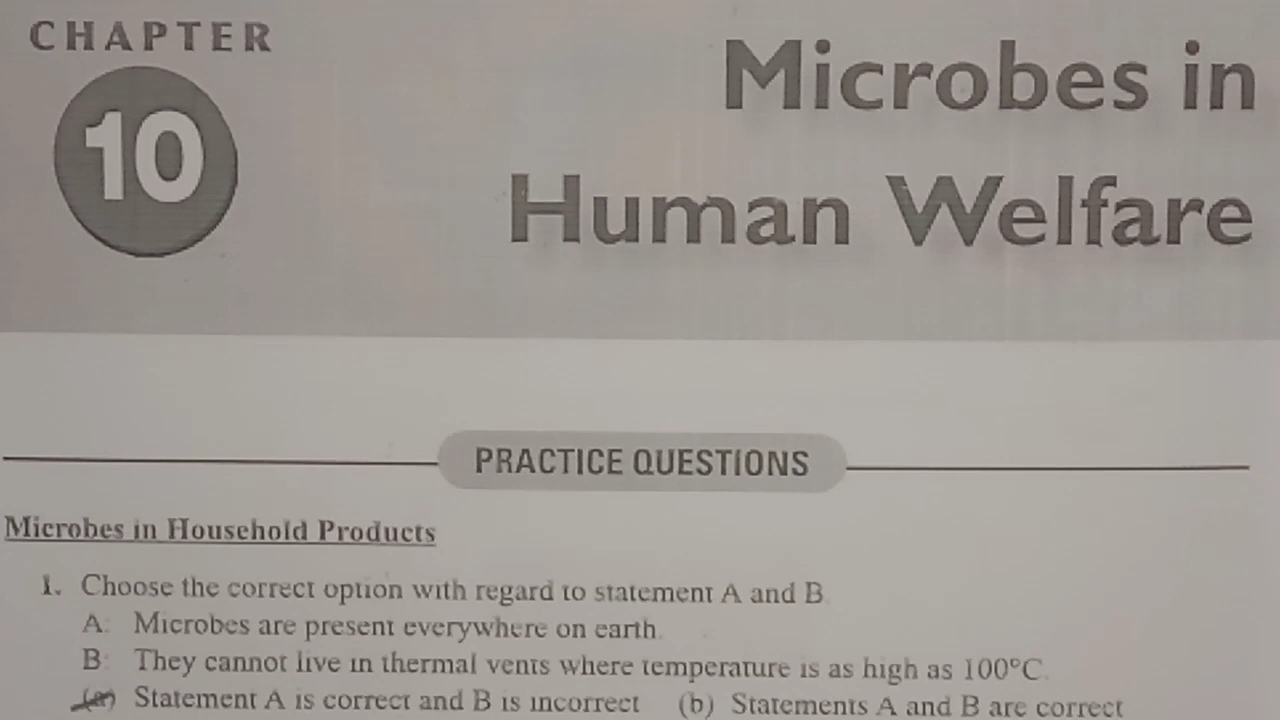 CHAPTER
10
Microbes in
Human Welfare
PRACTICE QUESTIONS
Microbes in Household Products
1. Choose the correct option with regard to statement A and B.
A: Microbes are present everywhere on earth.
B: They cannot live in thermal vents where temperature is as high as 100°C.
(a) Statement A is correct and B is incorrect (b) Statements A and B are correct